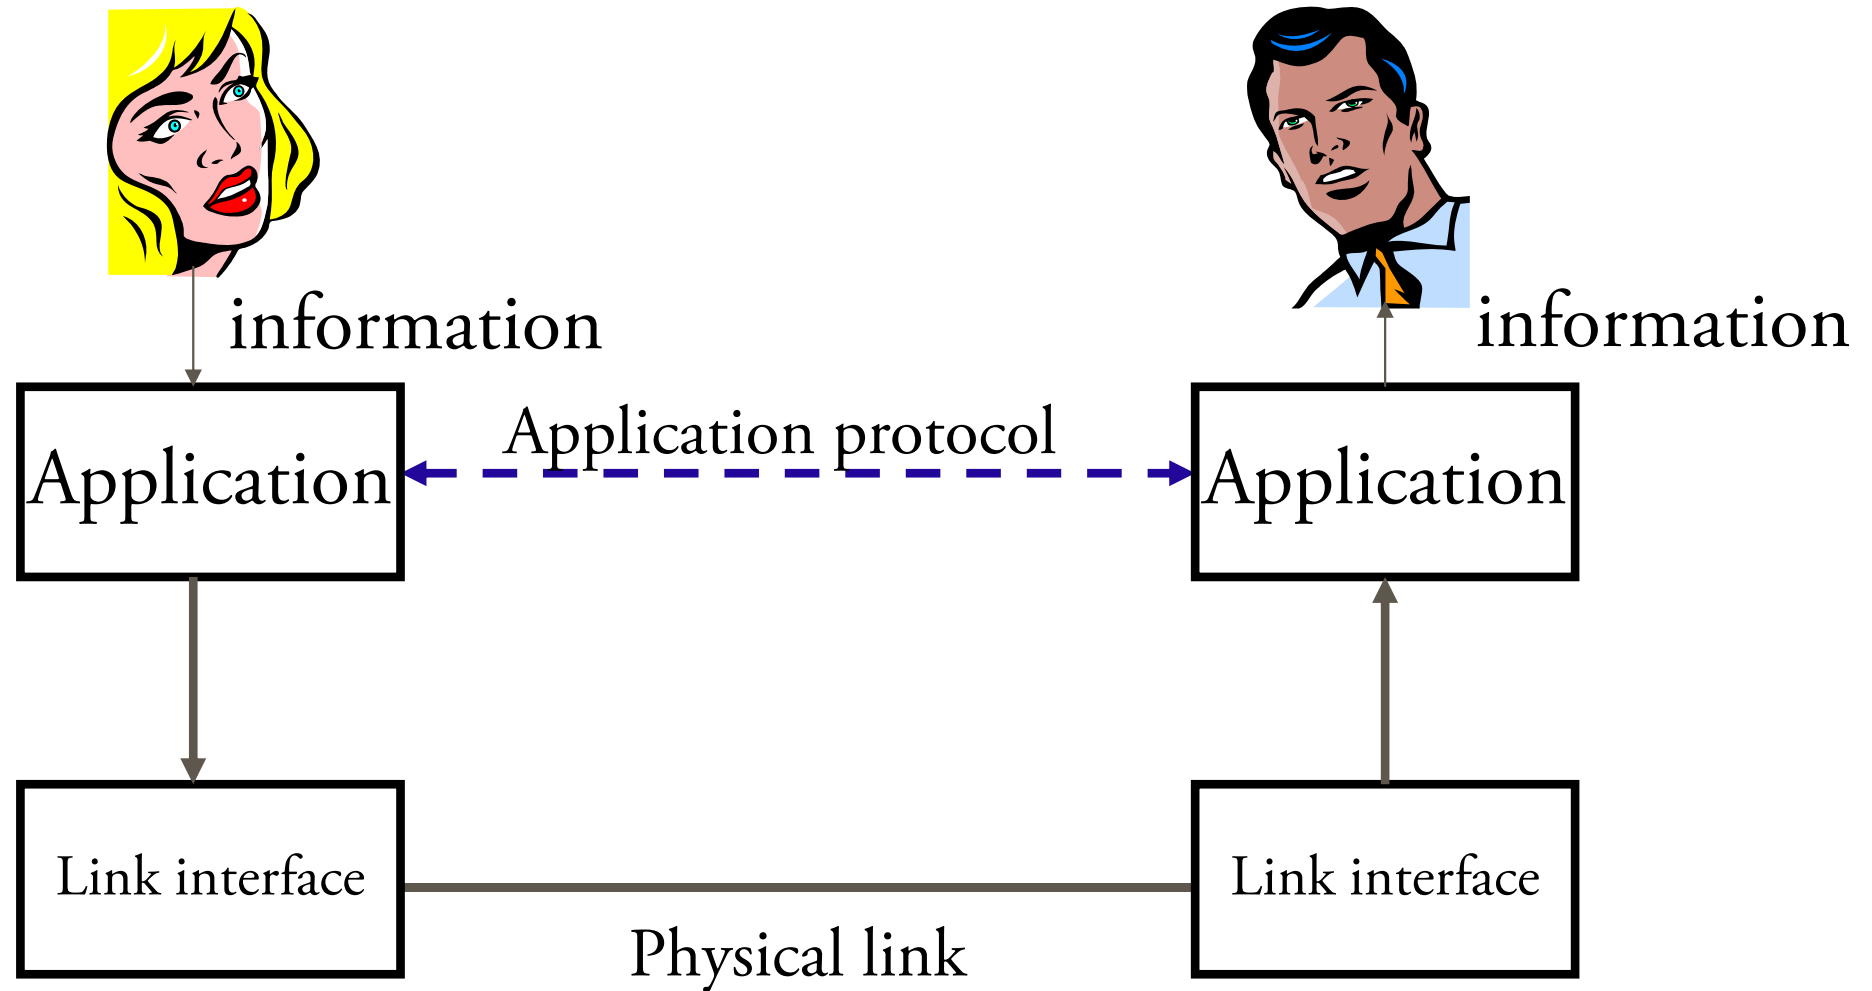 information
information
Application protocol
Application
Application
Link interface
Link interface
Physical link